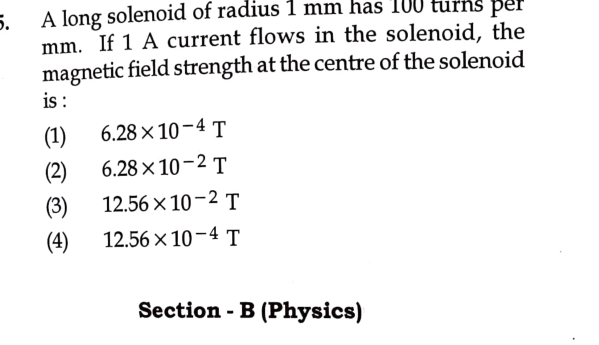 5. A long solenoid of radius 1 mm has 100 turns per
mm. If 1 A current flows in the solenoid, the
magnetic field strength at the centre of the solenoid
is :
(1) 6.28 × 10⁻⁴ T
(2) 6.28 × 10⁻² T
(3) 12.56 × 10⁻² T
(4) 12.56 × 10⁻⁴ T
Section - B (Physics)